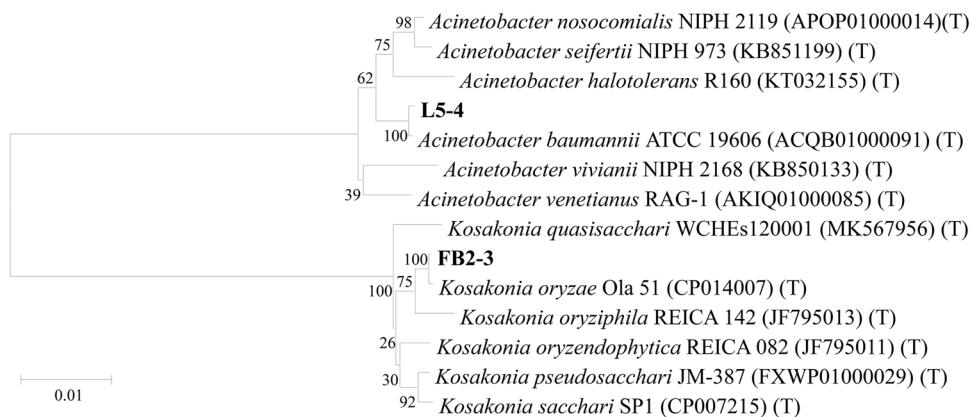 98
Acinetobacter nosocomialis NIPH 2119 (APOP01000014)(T)
75
Acinetobacter seifertii NIPH 973 (KB851199) (T)
62
Acinetobacter halotolerans R160 (KT032155) (T)
L5-4
100
Acinetobacter baumannii ATCC 19606 (ACQB01000091) (T)
Acinetobacter vivianii NIPH 2168 (KB850133) (T)
39
Acinetobacter venetianus RAG-1 (AKIQ01000085) (T)
Kosakonia quasisacchari WCHEs120001 (MK567956) (T)
100
FB2-3
75
100
Kosakonia oryzae Ola 51 (CP014007) (T)
Kosakonia oryziphila REICA 142 (JF795013) (T)
26
Kosakonia oryzendophytica REICA 082 (JF795011) (T)
30
Kosakonia pseudosacchari JM-387 (FXWP01000029) (T)
92
Kosakonia sacchari SP1 (CP007215) (T)
0.01